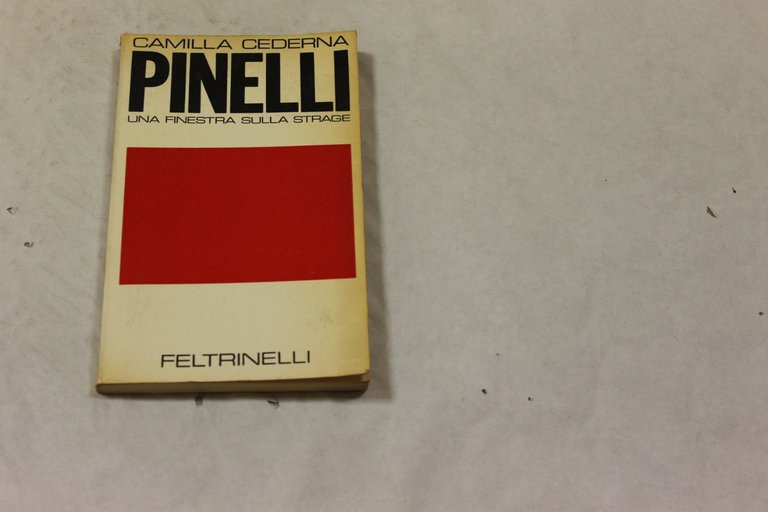 CAMILLA CEDERNA
PINELLI
UNA FINESTRA SULLA STRAGE
FELTRINELLI